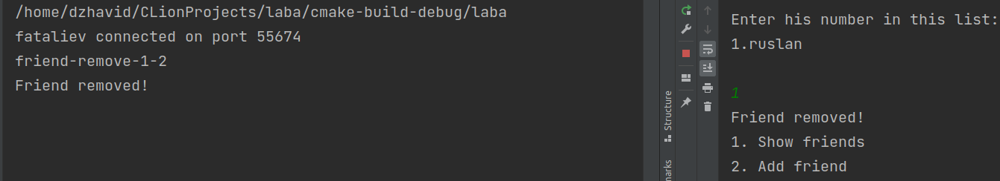 /home/dzhavid/CLionProjects/laba/cmake-build-debug/laba
fataliev connected on port 55674
friend-remove-1-2
Friend removed!
Structure
marks
Enter his number in this list:
1.ruslan
1
Friend removed!
1. Show friends
2. Add friend